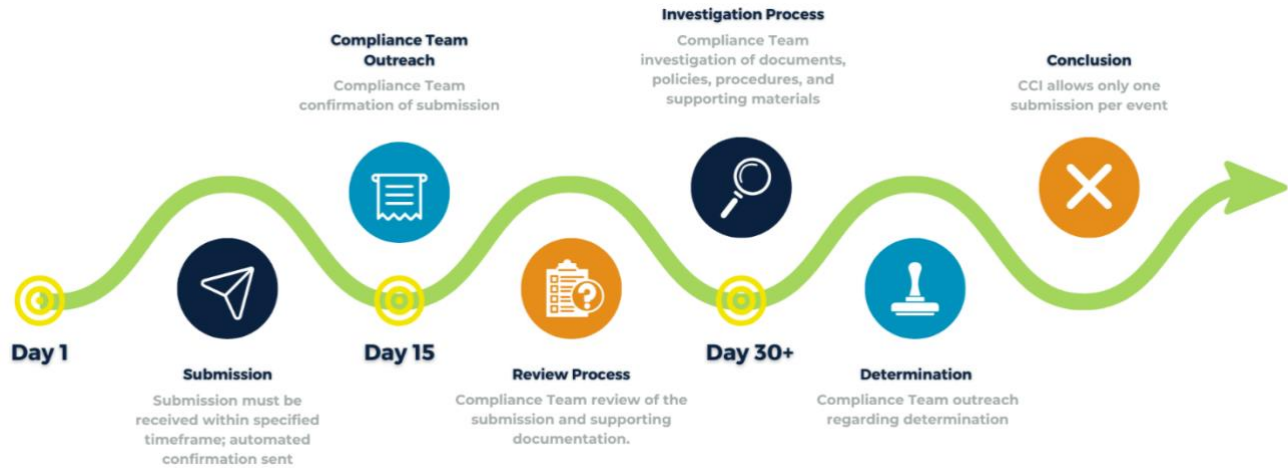 Day 1
Submission
Submission must be
received within specified
timeframe; automated
confirmation sent
Compliance Team
Outreach
Compliance Team
confirmation of submission
Day 15
Review Process
Compliance Team review of the
submission and supporting
documentation.
Investigation Process
Compliance Team
investigation of documents,
policies, procedures, and
supporting materials
Day 30+
Determination
Compliance Team outreach
regarding determination
Conclusion
CCI allows only one
submission per event